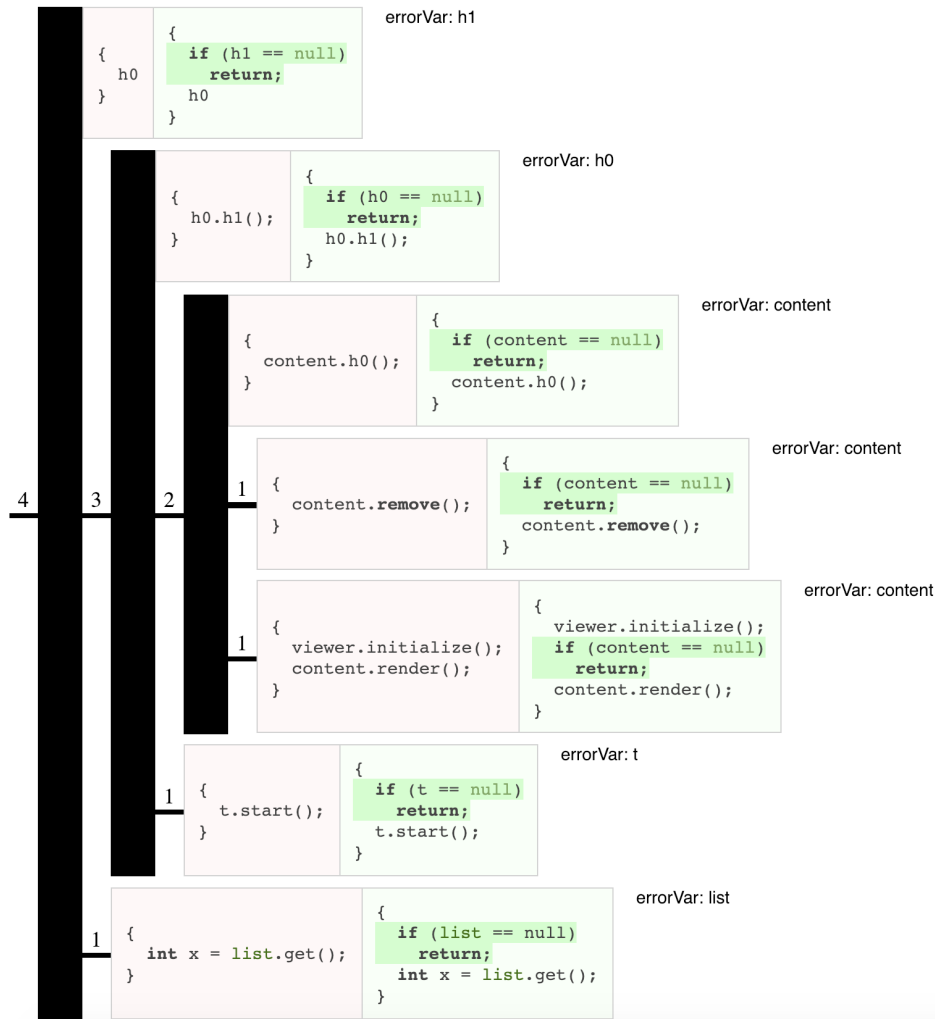 errorVar: h1
{
h0
}
{
if (h1 == null)
return;
h0
}
errorVar: h0
{
h0.h1();
}
{
if (h0 == null)
return;
h0.h1();
}
errorVar: content
{
content.h0();
}
{
if (content == null)
return;
content.h0();
}
4
3
2
1
errorVar: content
{
content.remove();
}
{
if (content == null)
return;
content.remove();
}
1
errorVar: content
{
viewer.initialize();
content.render();
}
{
viewer.initialize();
if (content == null)
return;
content.render();
}
1
errorVar: t
{
t.start();
}
{
if (t == null)
return;
t.start();
}
1
errorVar: list
{
int x = list.get();
}
{
if (list == null)
return;
int x = list.get();
}